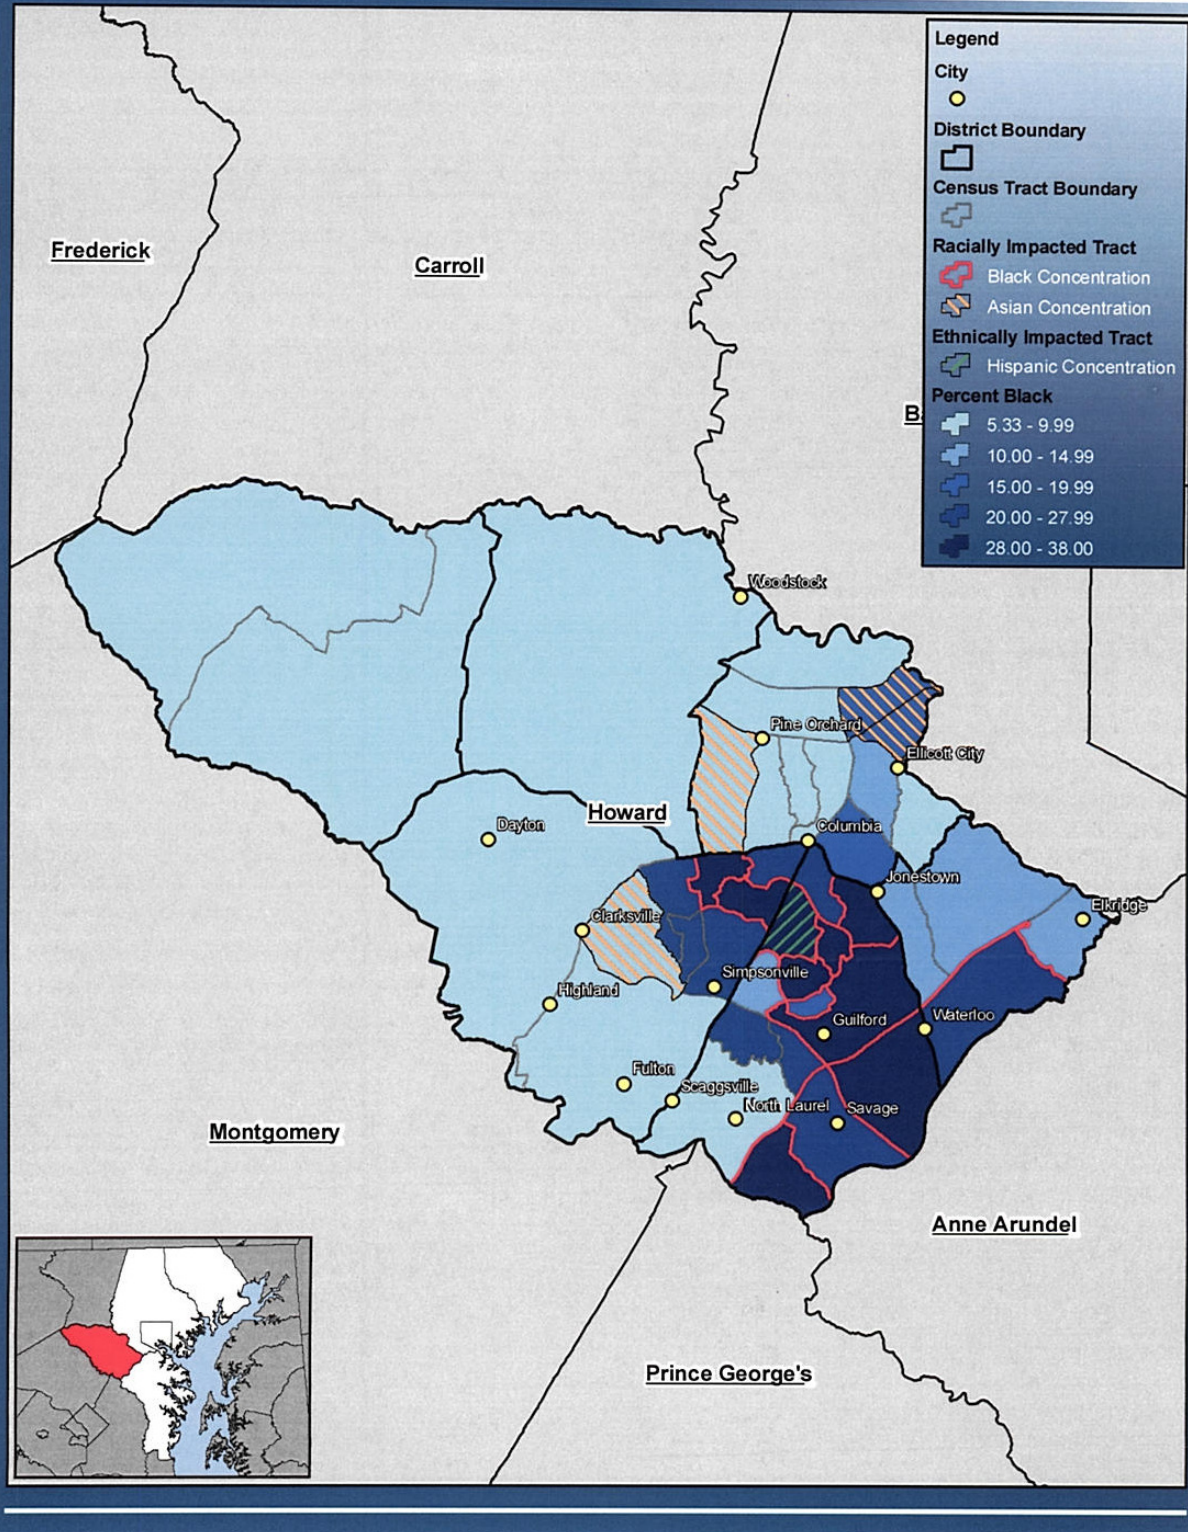 Legend
City
District Boundary
Census Tract Boundary
Racially Impacted Tract
Black Concentration
Asian Concentration
Ethnically Impacted Tract
Hispanic Concentration
Percent Black
5.33 - 9.99
10.00 - 14.99
15.00 - 19.99
20.00 - 27.99
28.00 - 38.00
Frederick
Carroll
Woodstock
Pine Orchard
Ellicott City
Howard
Dayton
Columbia
Jonestown
Elkridge
Clarksville
Simpsonville
Highland
Guilford
Waterloo
Fulton
Scaggsville
North Laurel
Savage
Montgomery
Anne Arundel
Prince George's